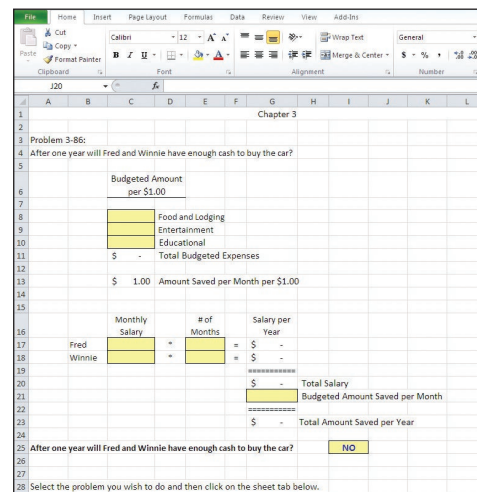 File Home Insert Page Layout Formulas Data Review View Add-Ins
Cut
Copy
Format Painter
Paste
Calibri 12 A A
B I U A
Wrap Text
Merge & Center
General
$ % , .00
Clipboard Font Alignment Number
J20 fx
A B C D E F G H I J K L
1 Chapter 3
2
3 Problem 3-86:
4 After one year will Fred and Winnie have enough cash to buy the car?
5
Budgeted Amount
6 per $1.00
7
8 Food and Lodging
9 Entertainment
10 Educational
11 $ - Total Budgeted Expenses
12
13 $ 1.00 Amount Saved per Month per $1.00
14
15
Monthly # of Salary per
16 Salary Months Year
17 Fred * = $ -
18 Winnie * = $ -
19 ===========
20 $ - Total Salary
21 Budgeted Amount Saved per Month
22 ===========
23 $ - Total Amount Saved per Year
24
25 After one year will Fred and Winnie have enough cash to buy the car? NO
26
27
28 Select the problem you wish to do and then click on the sheet tab below.